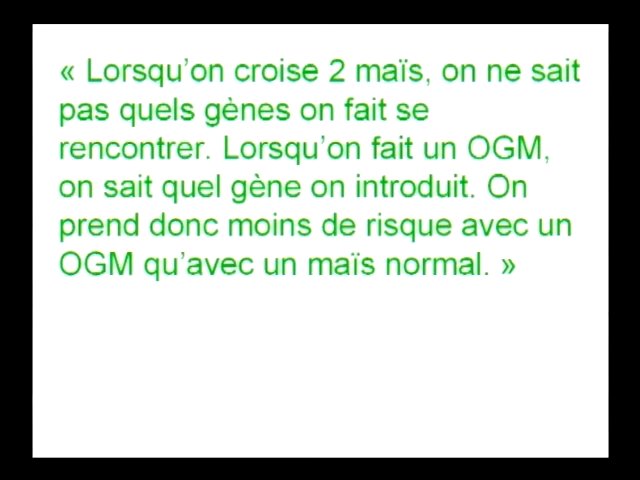 « Lorsqu'on croise 2 maïs, on ne sait
pas quels gènes on fait se
rencontrer. Lorsqu'on fait un OGM,
on sait quel gène on introduit. On
prend donc moins de risque avec un
OGM qu'avec un maïs normal. »